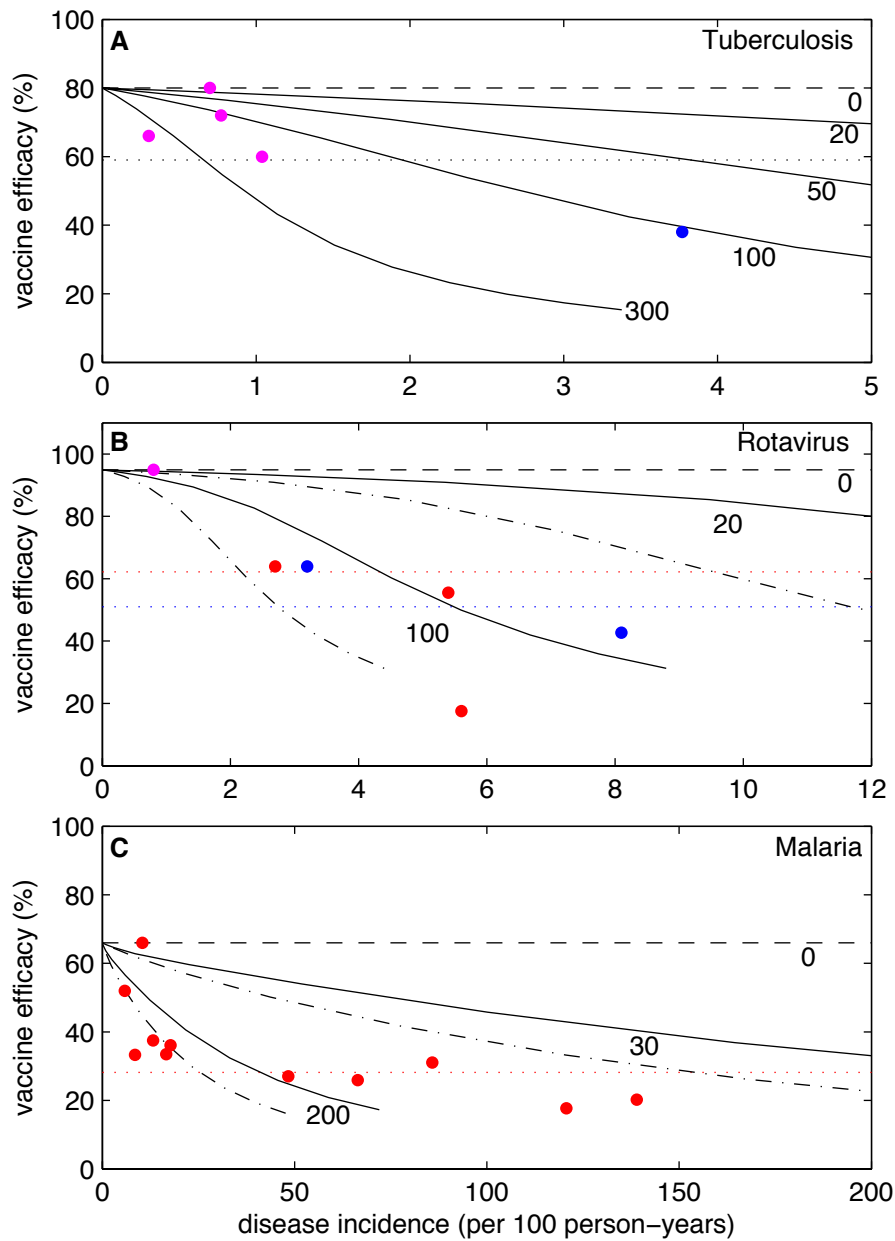 A
Tuberculosis
100
80
60
40
20
0
0
20
50
100
300
vaccine efficacy (%)
0 1 2 3 4 5
B
Rotavirus
100
80
60
40
20
0
0
20
100
vaccine efficacy (%)
0 2 4 6 8 10 12
C
Malaria
100
80
60
40
20
0
0
30
200
vaccine efficacy (%)
0 50 100 150 200
disease incidence (per 100 person−years)